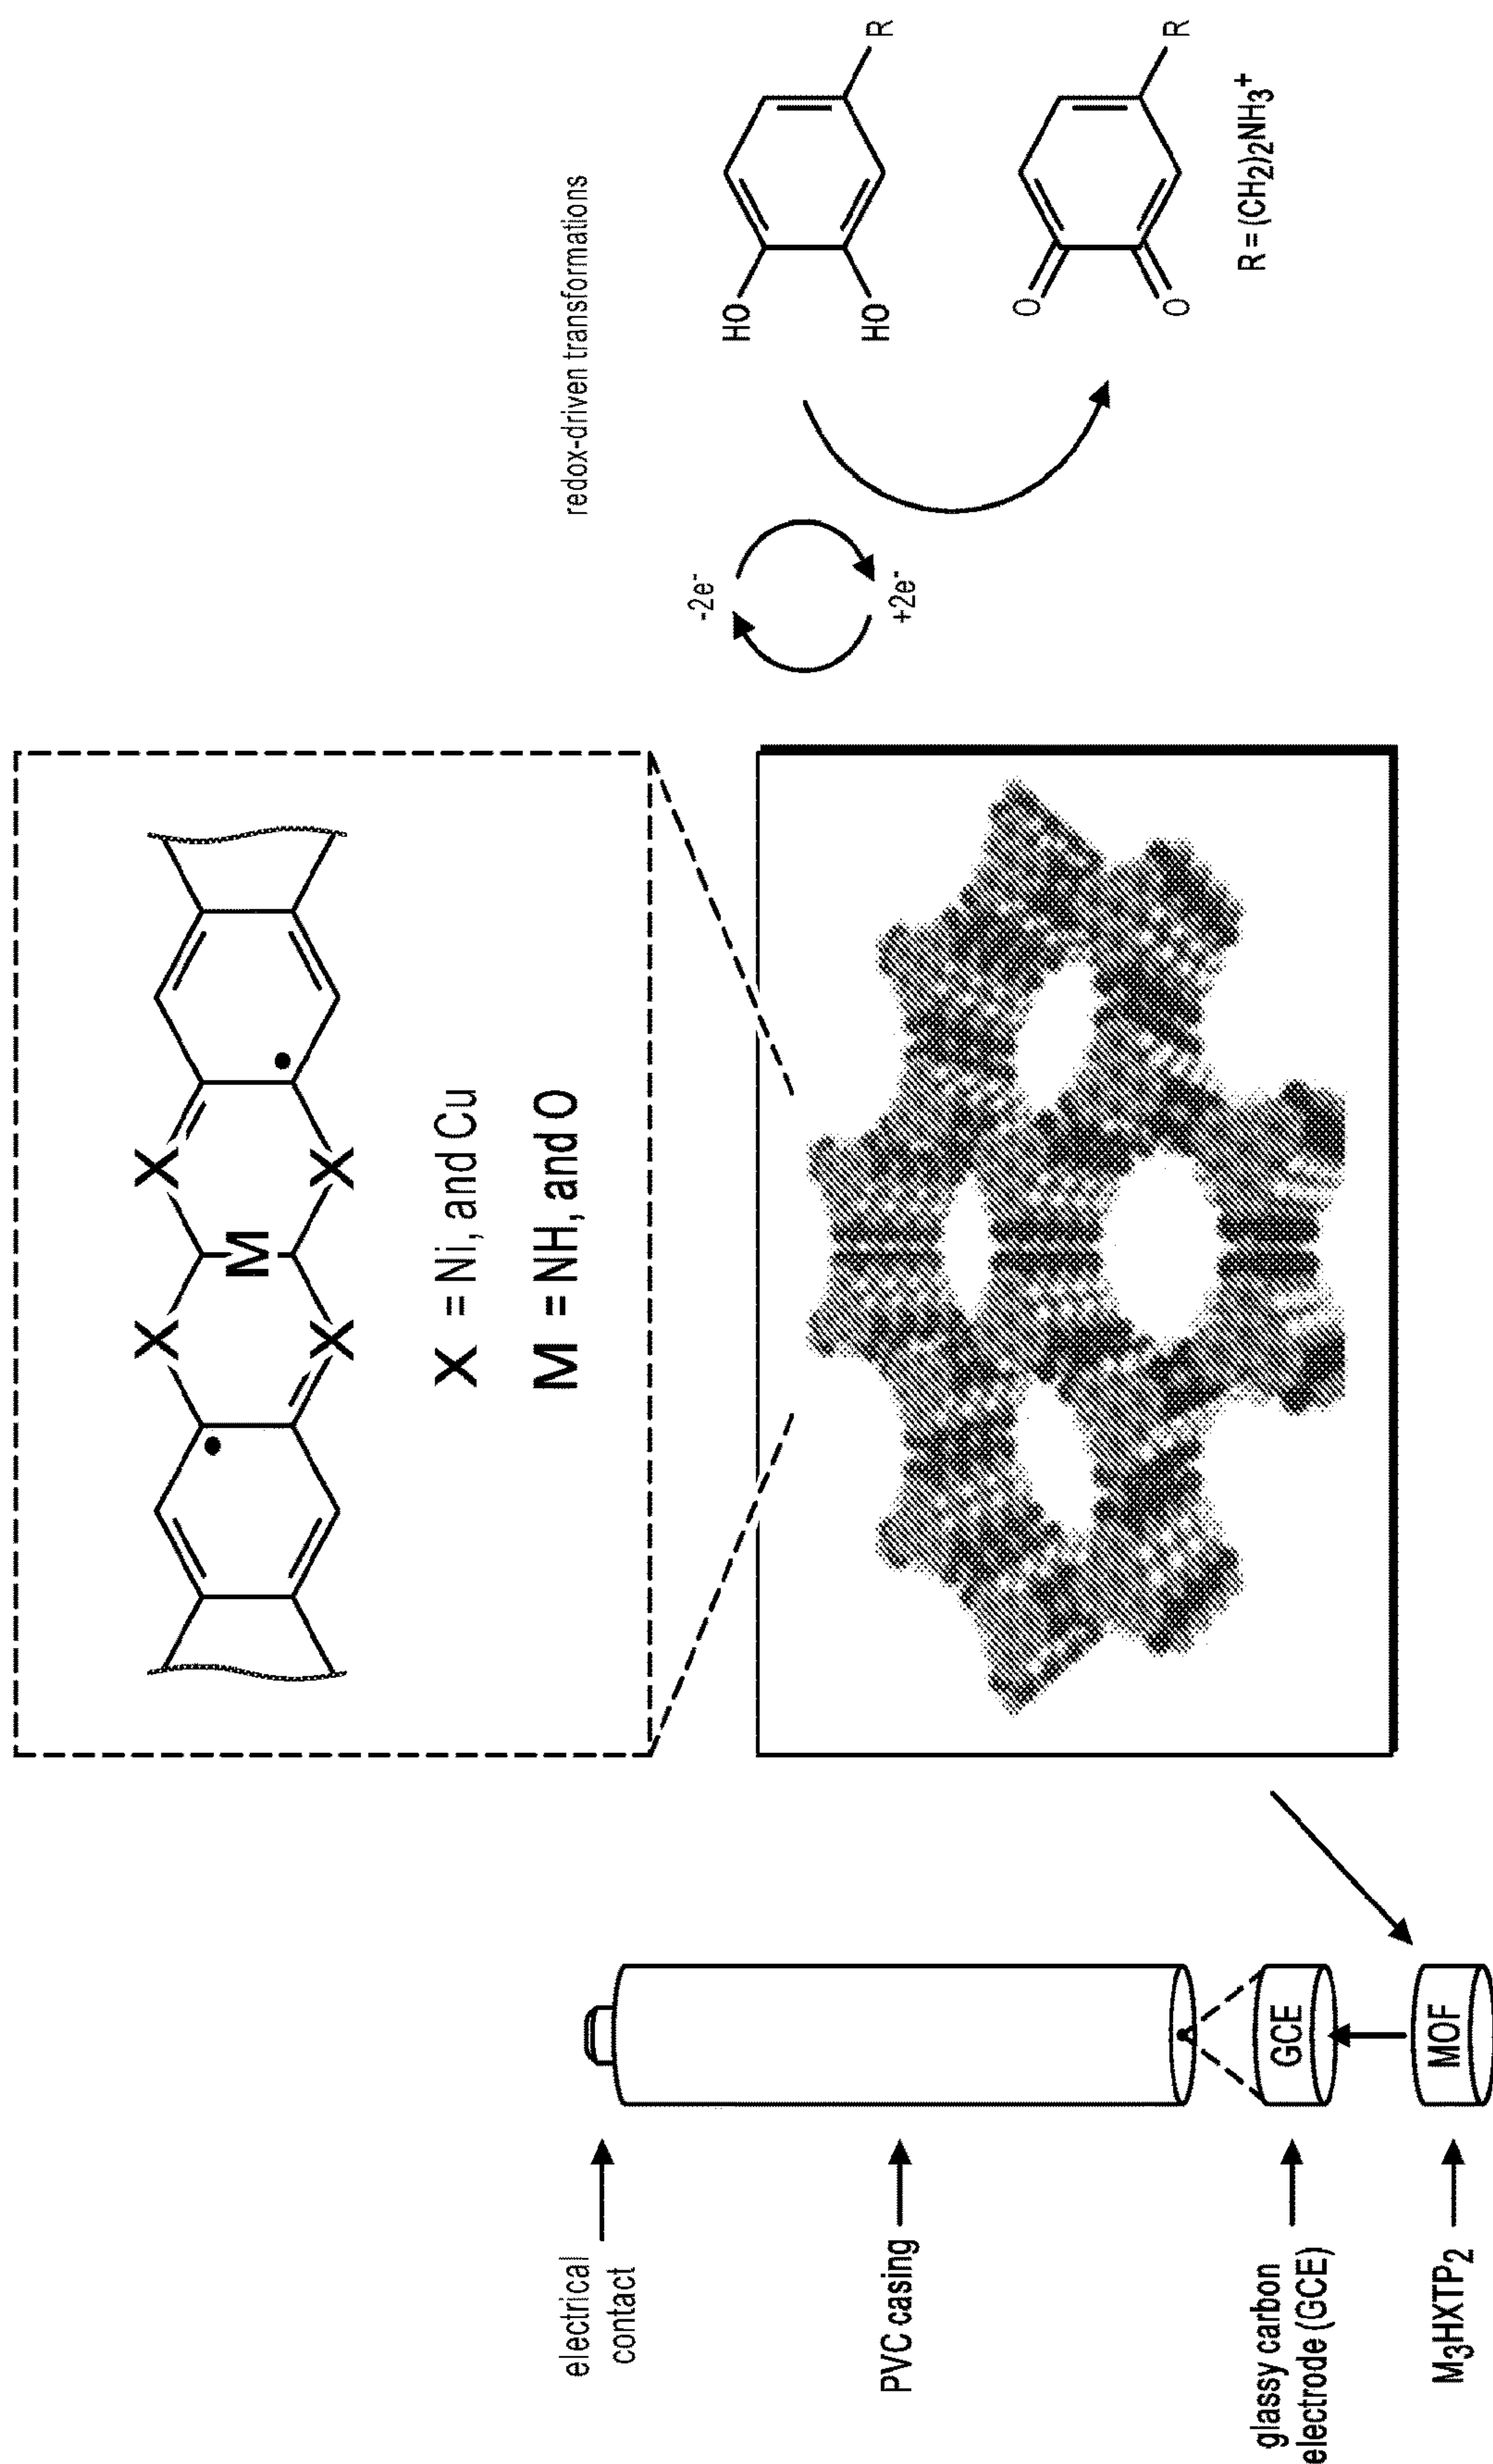 electrical
contact
PVC casing
glassy carbon
electrode (GCE)
M₃HXTP₂
GCE
MOF
X
X
M
X
X
X = Ni, and Cu
M = NH, and O
redox-driven transformations
-2e⁻
+2e⁻
HO
HO
R
O
O
R
R = (CH₂)₂NH₃⁺